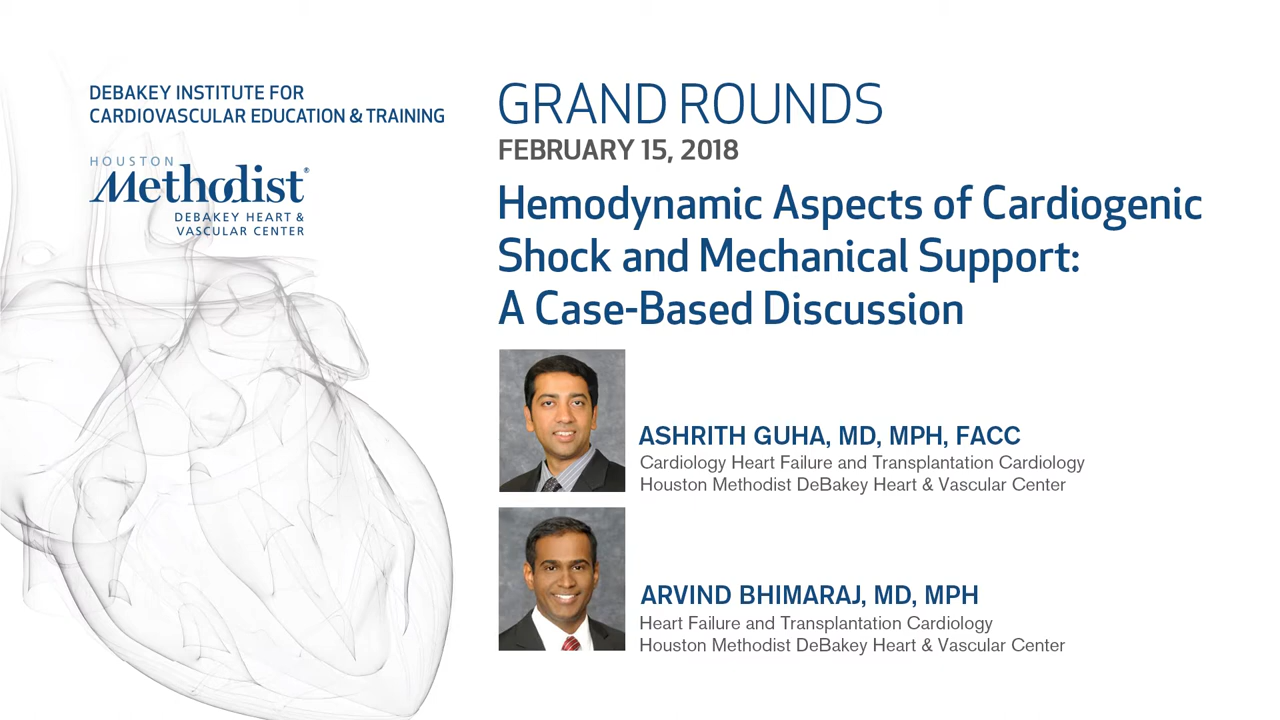 DEBAKEY INSTITUTE FOR
CARDIOVASCULAR EDUCATION & TRAINING
HOUSTON
Methodist®
DEBAKEY HEART &
VASCULAR CENTER
GRAND ROUNDS
FEBRUARY 15, 2018
Hemodynamic Aspects of Cardiogenic
Shock and Mechanical Support:
A Case-Based Discussion
ASHRITH GUHA, MD, MPH, FACC
Cardiology Heart Failure and Transplantation Cardiology
Houston Methodist DeBakey Heart & Vascular Center
ARVIND BHIMARAJ, MD, MPH
Heart Failure and Transplantation Cardiology
Houston Methodist DeBakey Heart & Vascular Center